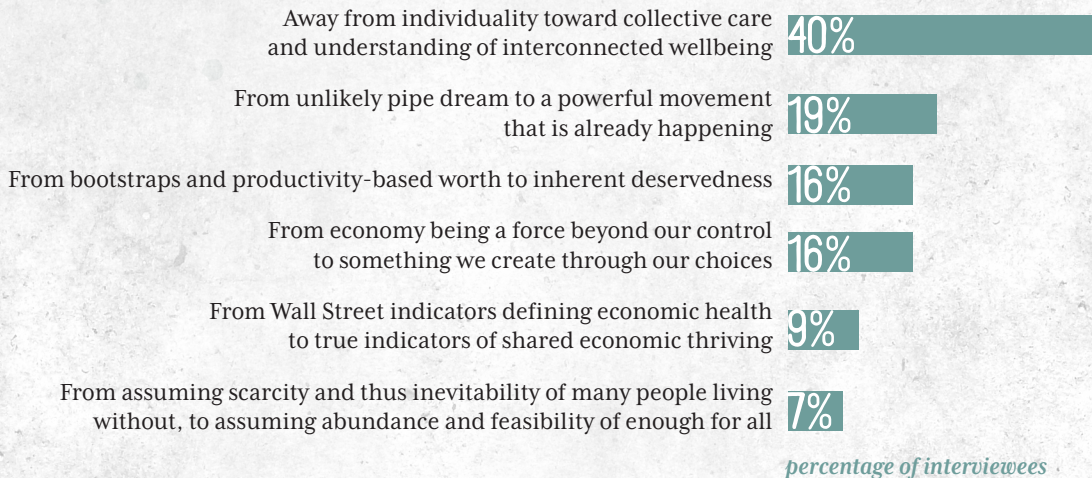 Away from individuality toward collective care
and understanding of interconnected wellbeing
40%
From unlikely pipe dream to a powerful movement
that is already happening
19%
From bootstraps and productivity-based worth to inherent deservedness
16%
From economy being a force beyond our control
to something we create through our choices
16%
From Wall Street indicators defining economic health
to true indicators of shared economic thriving
9%
From assuming scarcity and thus inevitability of many people living
without, to assuming abundance and feasibility of enough for all
7%
percentage of interviewees